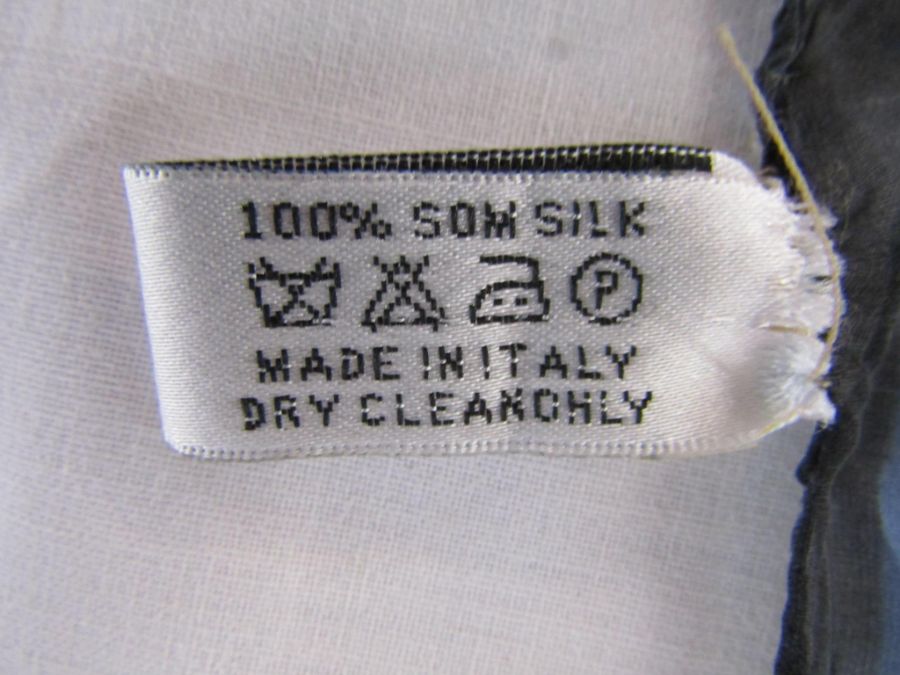 100% SOM SILK
P
MADE IN ITALY
DRY CLEAN ONLY